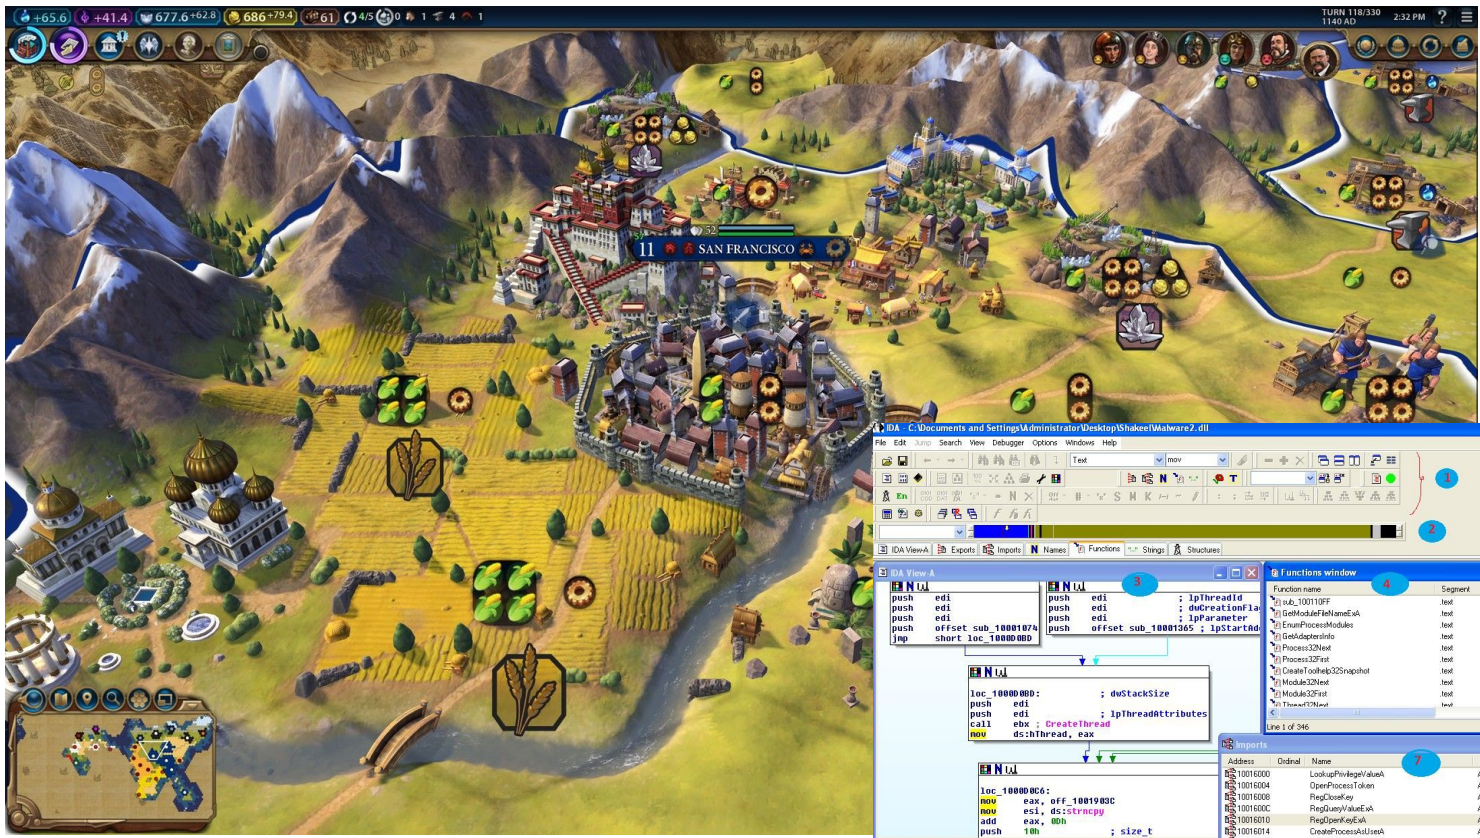 +65.6 +41.4 677.6 +62.8 686 +79.4 61 4/5 0 1 4 1
TURN 118/330
1140 AD
2:32 PM ?
52
11 SAN FRANCISCO
IDA - C:\Documents and Settings\Administrator\Desktop\Shakeel\Malware2.dll
File Edit Jump Search View Debugger Options Windows Help
Text mov
1
En
2
IDA View-A Exports Imports N Names Functions Strings Structures
IDA View-A
3
push edi
push edi
push edi
push offset sub_10001074
jmp short loc_1000D0BD
push edi ; lpThreadId
push edi ; dwCreationFla
push edi ; lpParameter
push offset sub_10001365 ; lpStartAd
loc_1000D0BD: ; dwStackSize
push edi
push edi ; lpThreadAttributes
call ebx ; CreateThread
mov ds:hThread, eax
loc_1000D0C6:
mov eax, off_1001903C
mov esi, ds:strncpy
add eax, 0Dh
push 10h ; size_t
Functions window
4
Function name Segment
sub_100110FF .text
GetModuleFileNameExA .text
EnumProcessModules .text
GetAdaptersInfo .text
Process32Next .text
Process32First .text
CreateToolhelp32Snapshot .text
Module32Next .text
Module32First .text
Thread32Next .text
Line 1 of 346
Imports
7
Address Ordinal Name
10016000 LookupPrivilegeValueA
10016004 OpenProcessToken
10016008 RegCloseKey
1001600C RegQueryValueExA
10016010 RegOpenKeyExA
10016014 CreateProcessAsUserA